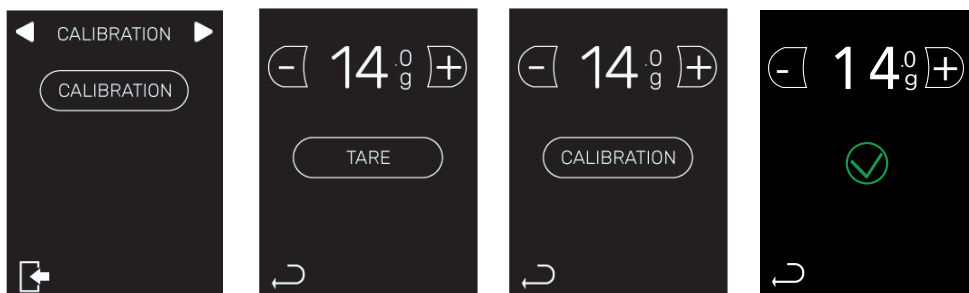 CALIBRATION
CALIBRATION
- 14.0 g +
TARE
- 14.0 g +
CALIBRATION
- 14.0 g +